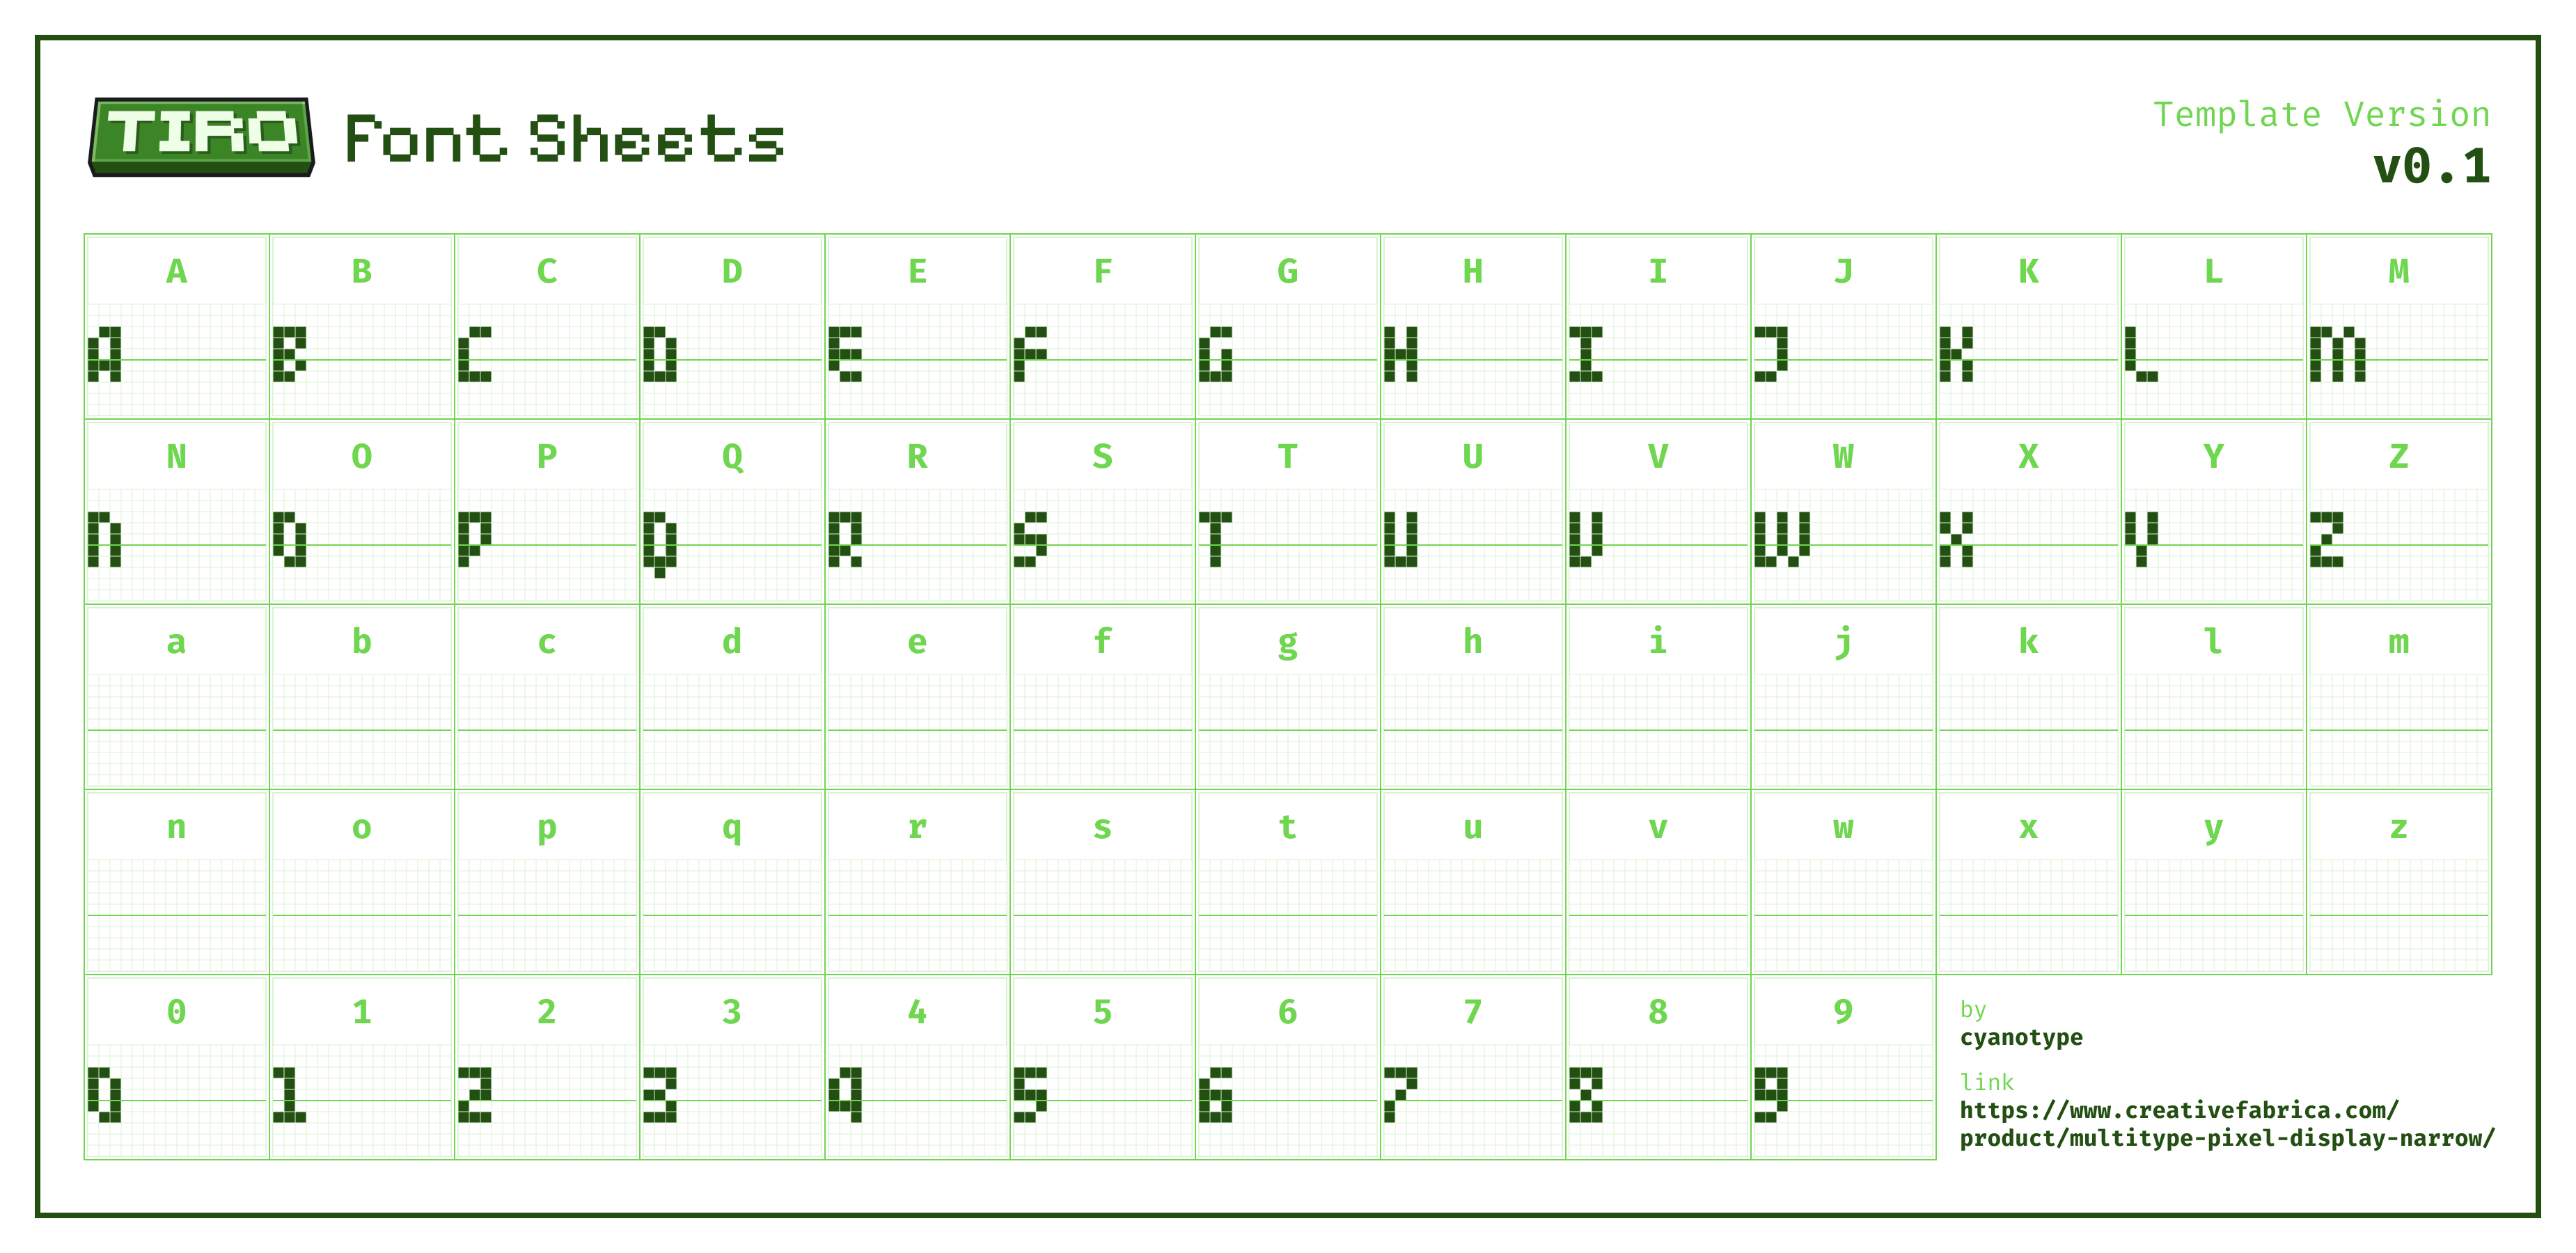 TIRO Font Sheets
Template Version
v0.1
A B C D E F G H I J K L M
A B C D E F G H I J K L M
N O P Q R S T U V W X Y Z
N O P Q R S T U V W X Y Z
a b c d e f g h i j k l m
n o p q r s t u v w x y z
0 1 2 3 4 5 6 7 8 9
0 1 2 3 4 5 6 7 8 9
by
cyanotype
link
https://www.creativefabrica.com/
product/multitype-pixel-display-narrow/